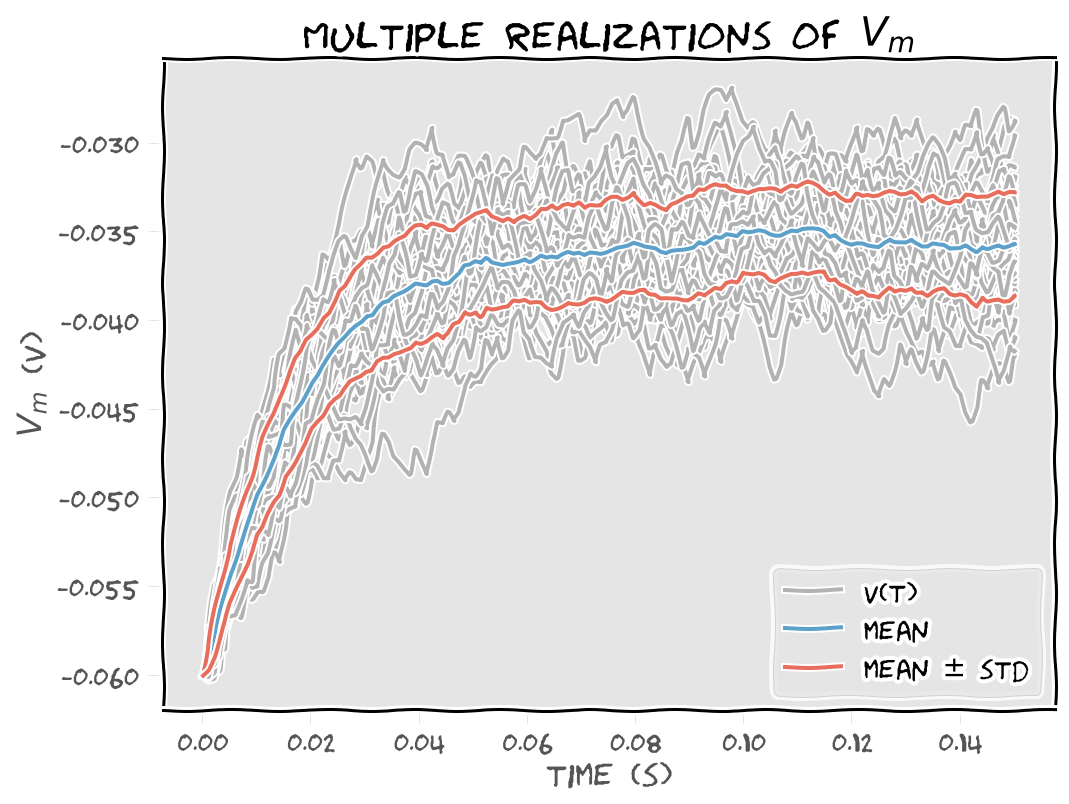 MULTIPLE REALIZATIONS OF Vm
-0.030
-0.035
-0.040
-0.045
-0.050
-0.055
-0.060
Vm (V)
V(T)
MEAN
MEAN ± STD
0.00 0.02 0.04 0.06 0.08 0.10 0.12 0.14
TIME (S)